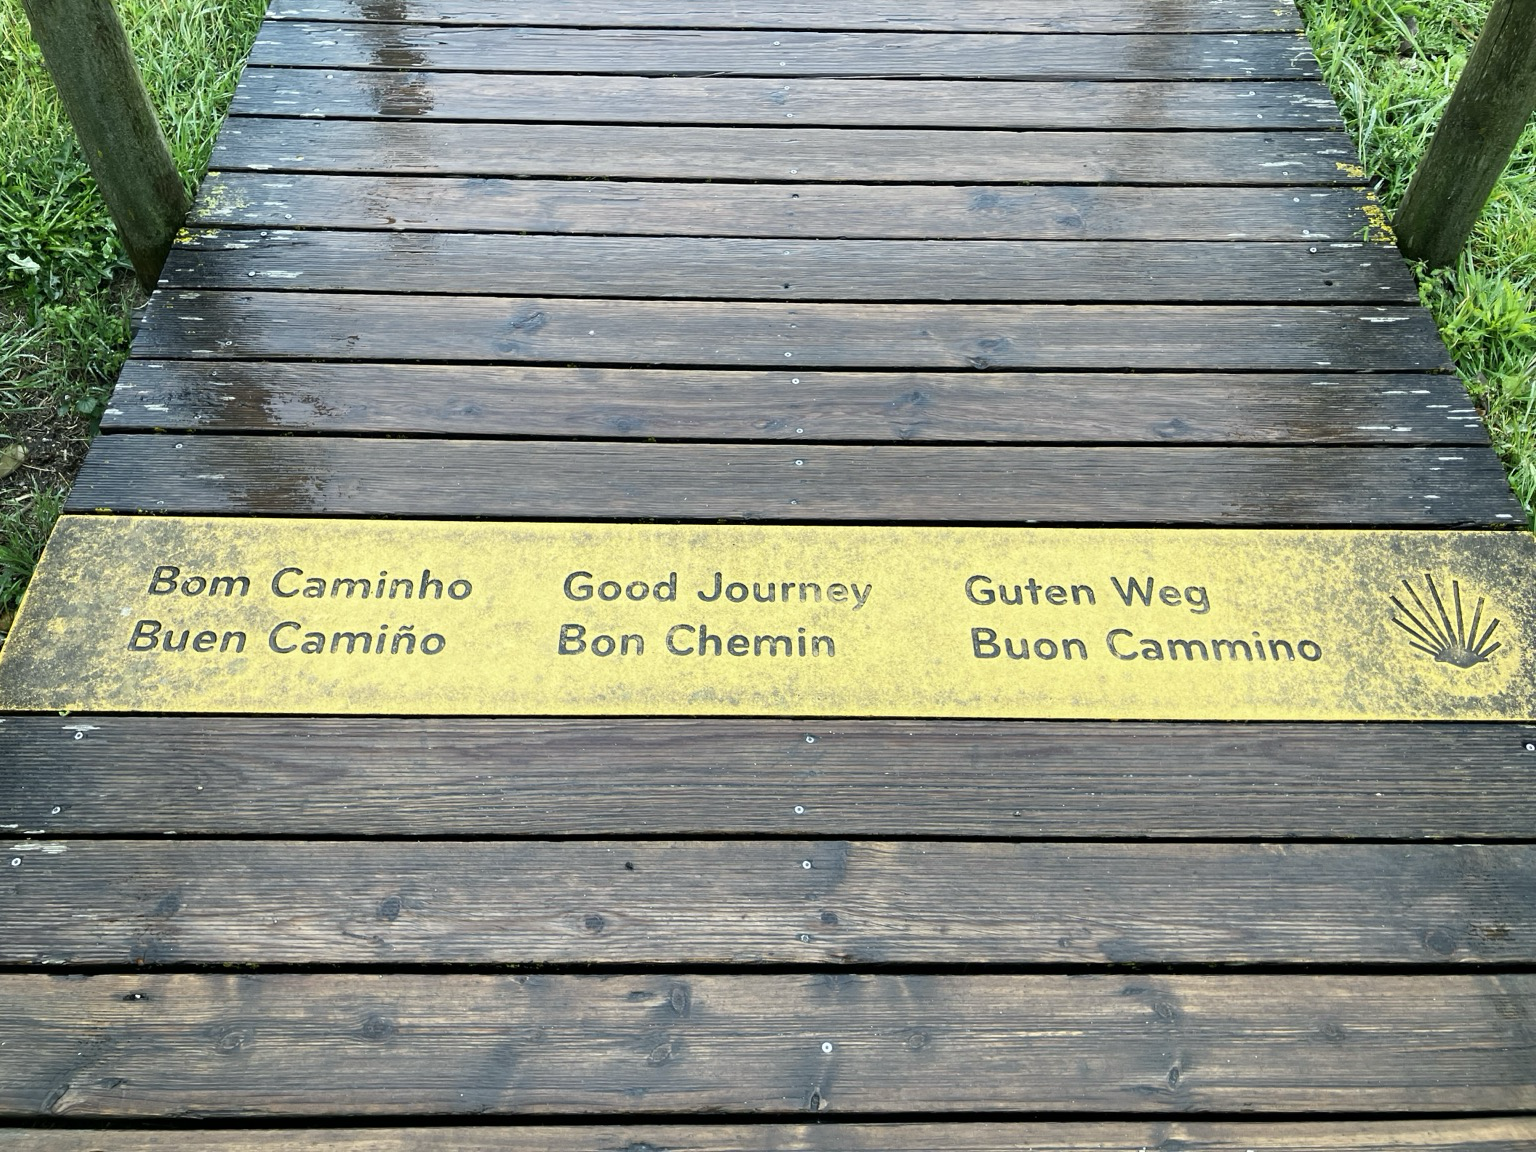 Bom Caminho
Buen Camiño
Good Journey
Bon Chemin
Guten Weg
Buon Cammino